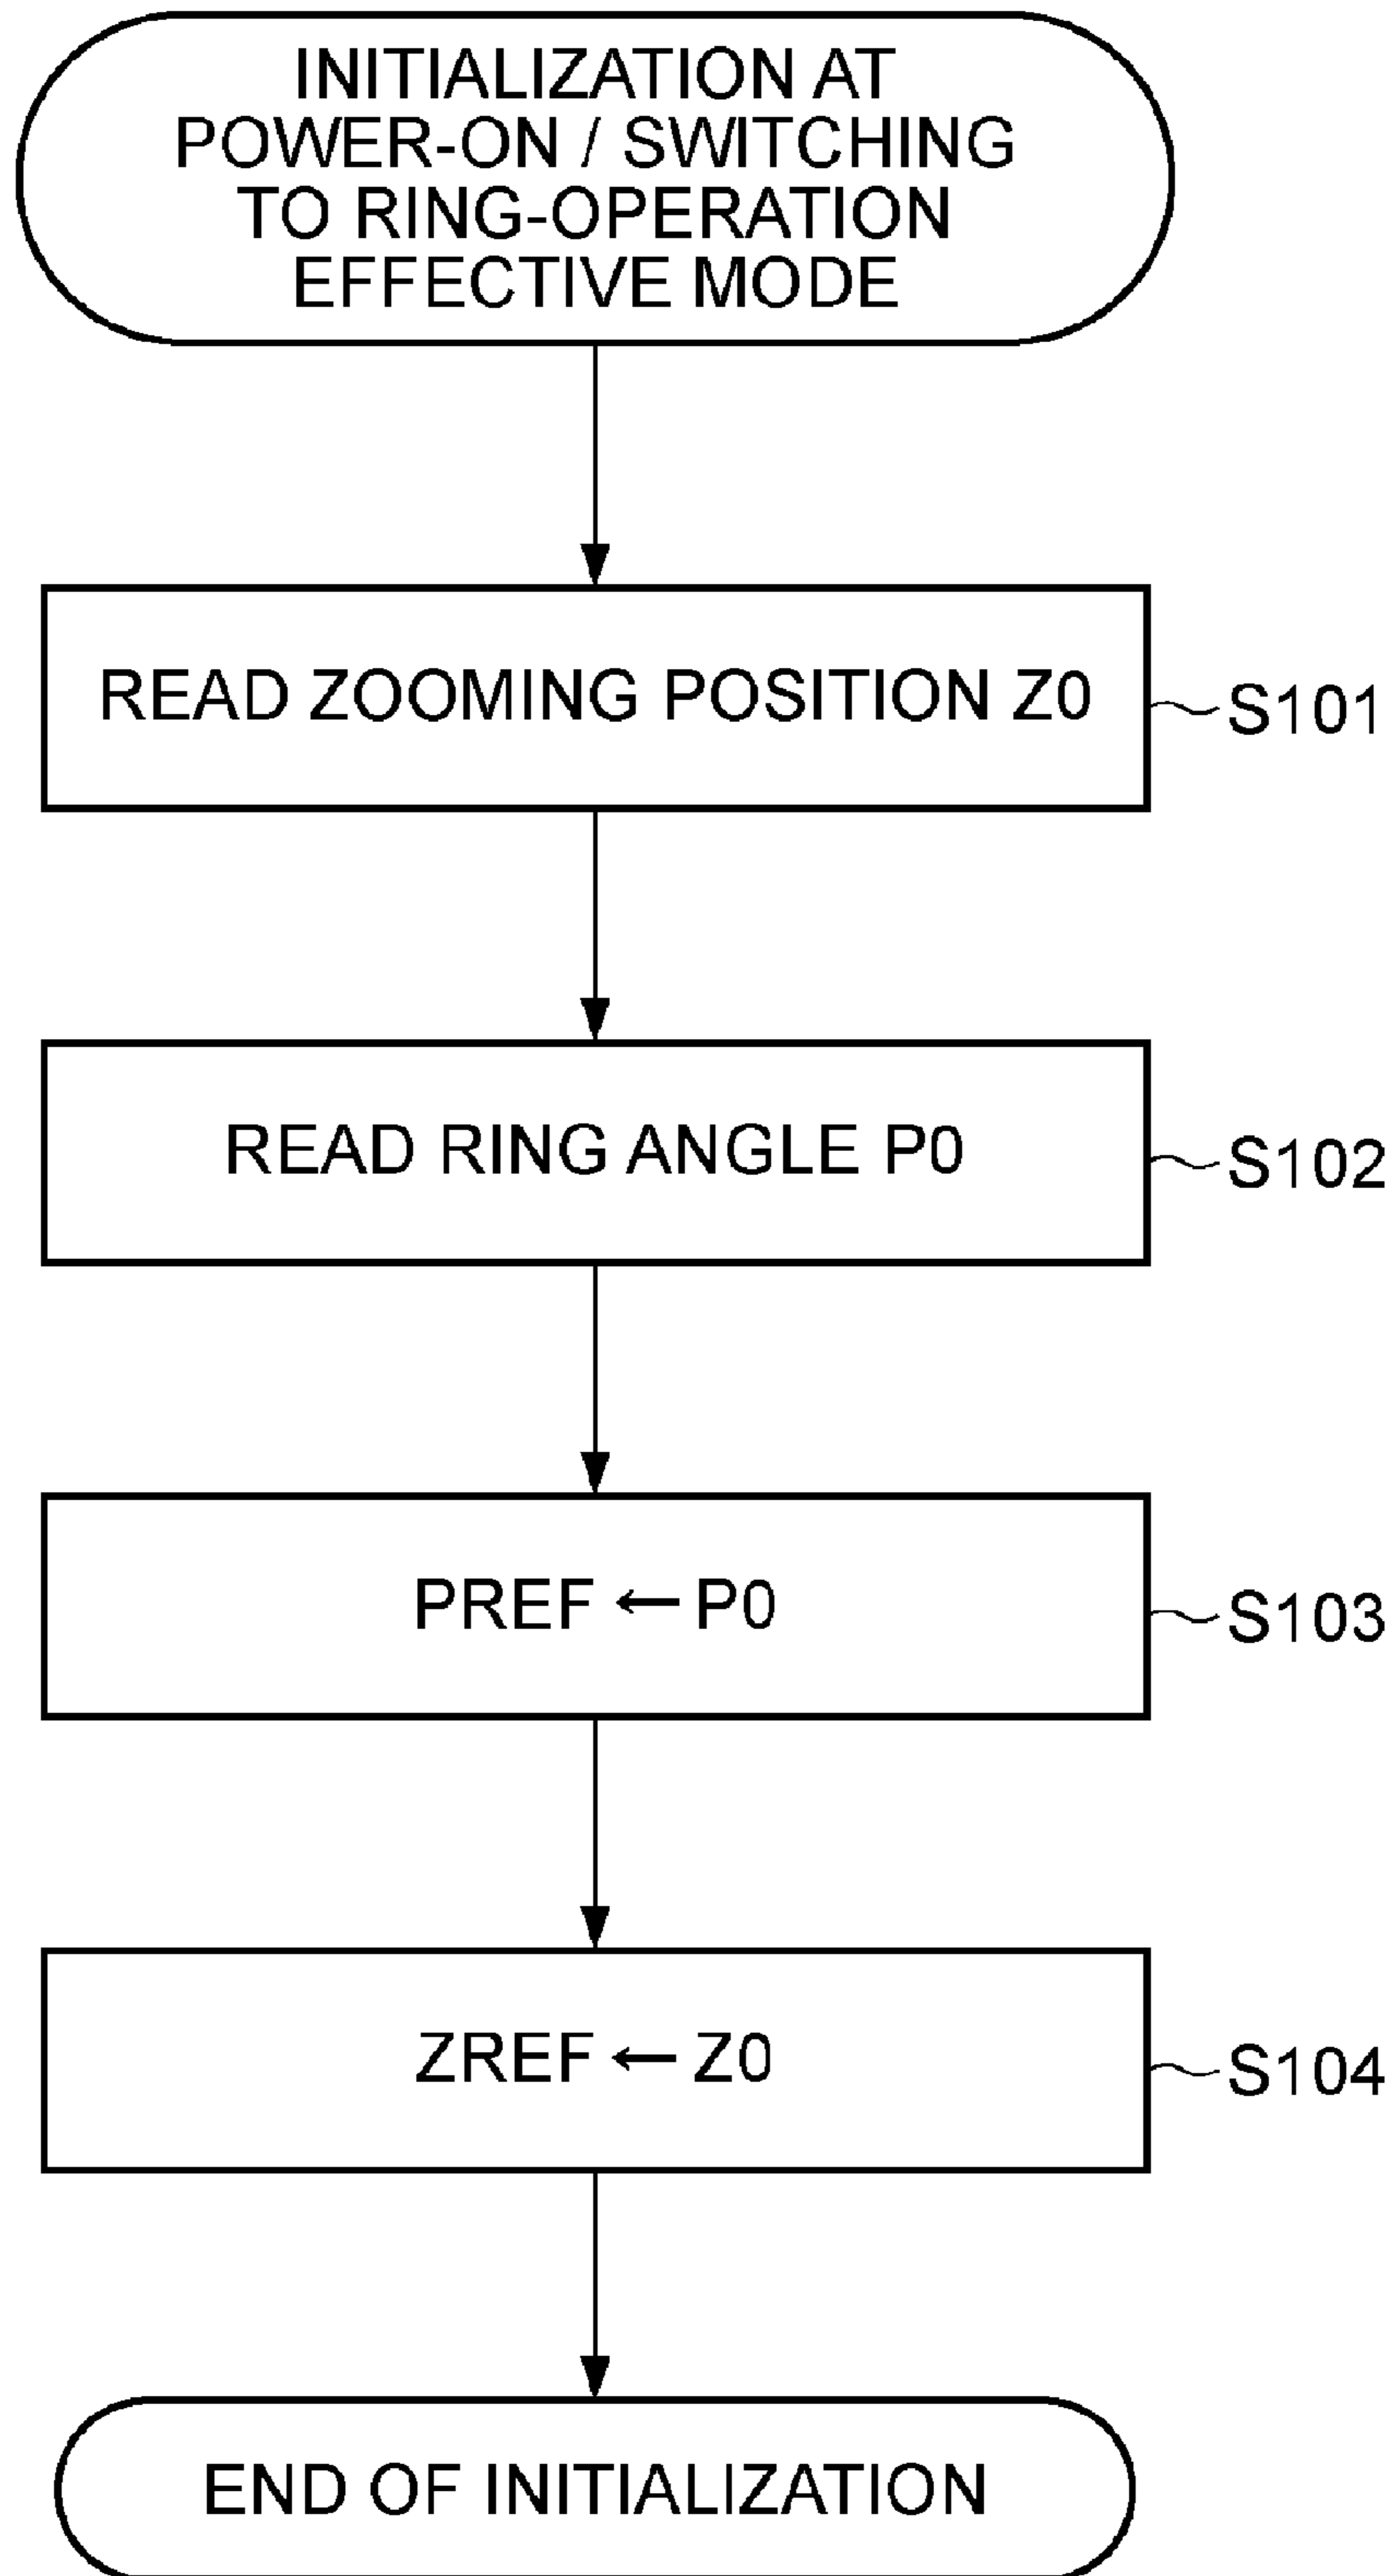 INITIALIZATION AT
POWER-ON / SWITCHING
TO RING-OPERATION
EFFECTIVE MODE
READ ZOOMING POSITION Z0
S101
READ RING ANGLE P0
S102
PREF ← P0
S103
ZREF ← Z0
S104
END OF INITIALIZATION